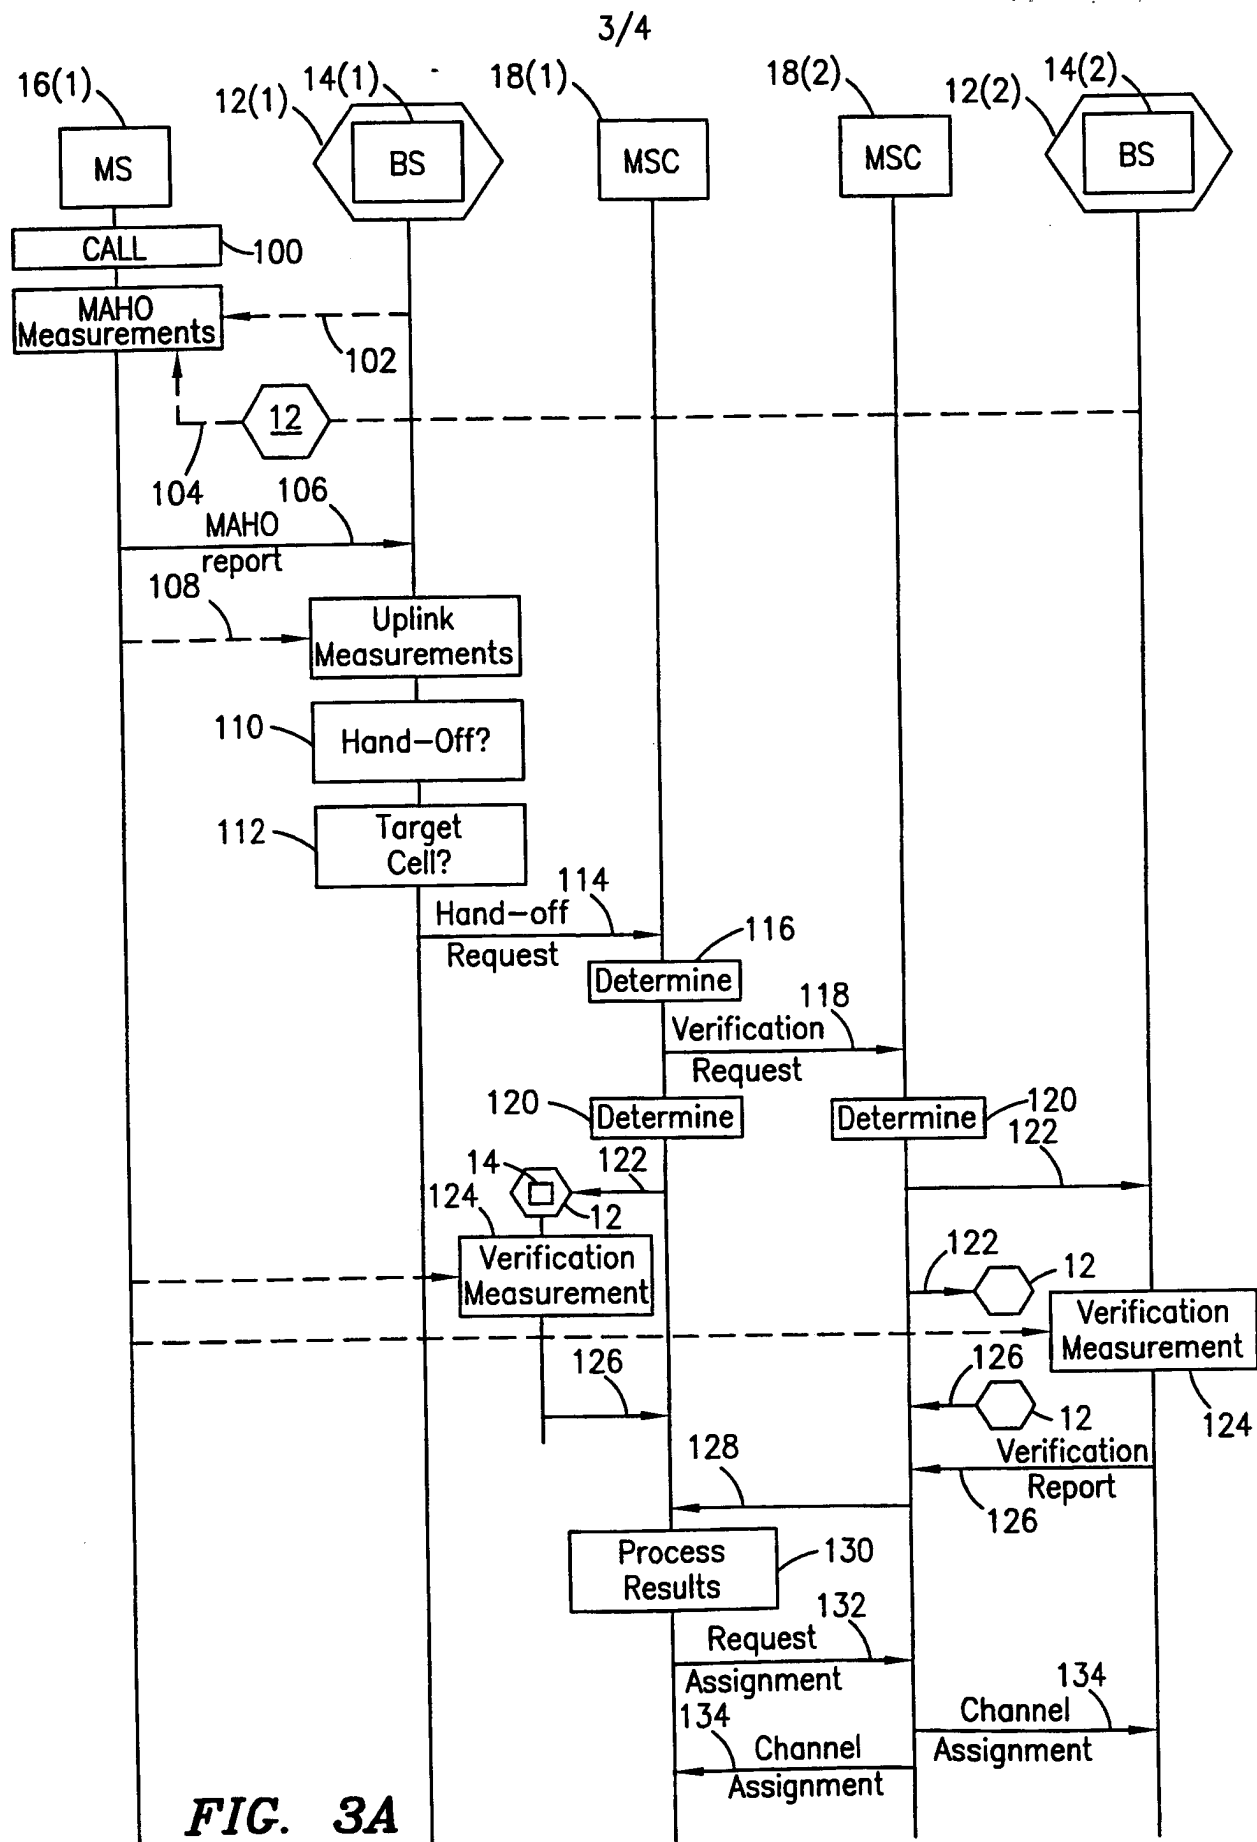 3/4
16(1)
12(1)
14(1)
18(1)
18(2)
12(2)
14(2)
MS
BS
MSC
MSC
BS
CALL
100
MAHO
Measurements
102
12
104
106
MAHO
report
108
Uplink
Measurements
110
Hand-Off?
112
Target
Cell?
114
Hand-off
Request
116
Determine
118
Verification
Request
120
Determine
Determine
120
122
14
122
12
124
Verification
Measurement
122
12
Verification
Measurement
124
126
126
12
Verification
Report
126
128
Process
Results
130
132
Request
Assignment
134
Channel
Assignment
134
Channel
Assignment
FIG. 3A